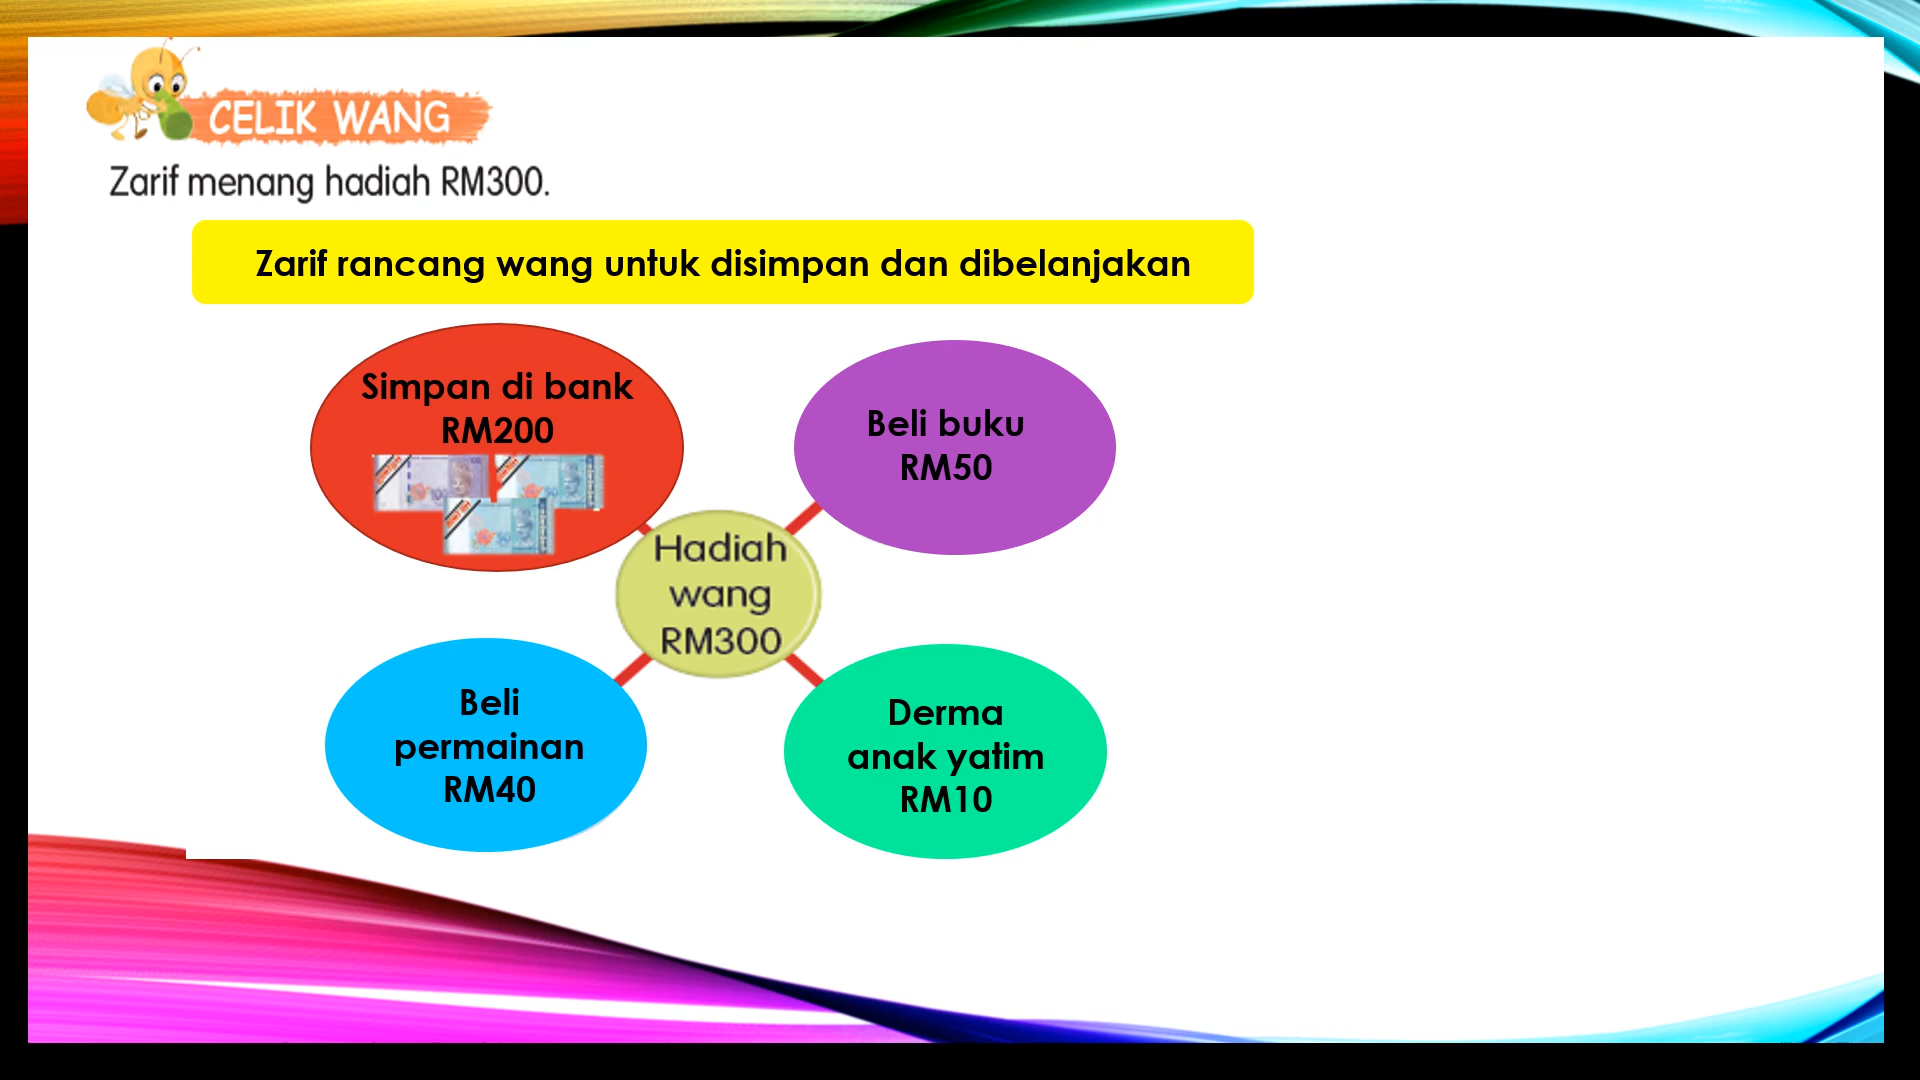 CELIK WANG
Zarif menang hadiah RM300.
Zarif rancang wang untuk disimpan dan dibelanjakan
Simpan di bank
RM200
Beli buku
RM50
Hadiah
wang
RM300
Beli
permainan
RM40
Derma
anak yatim
RM10